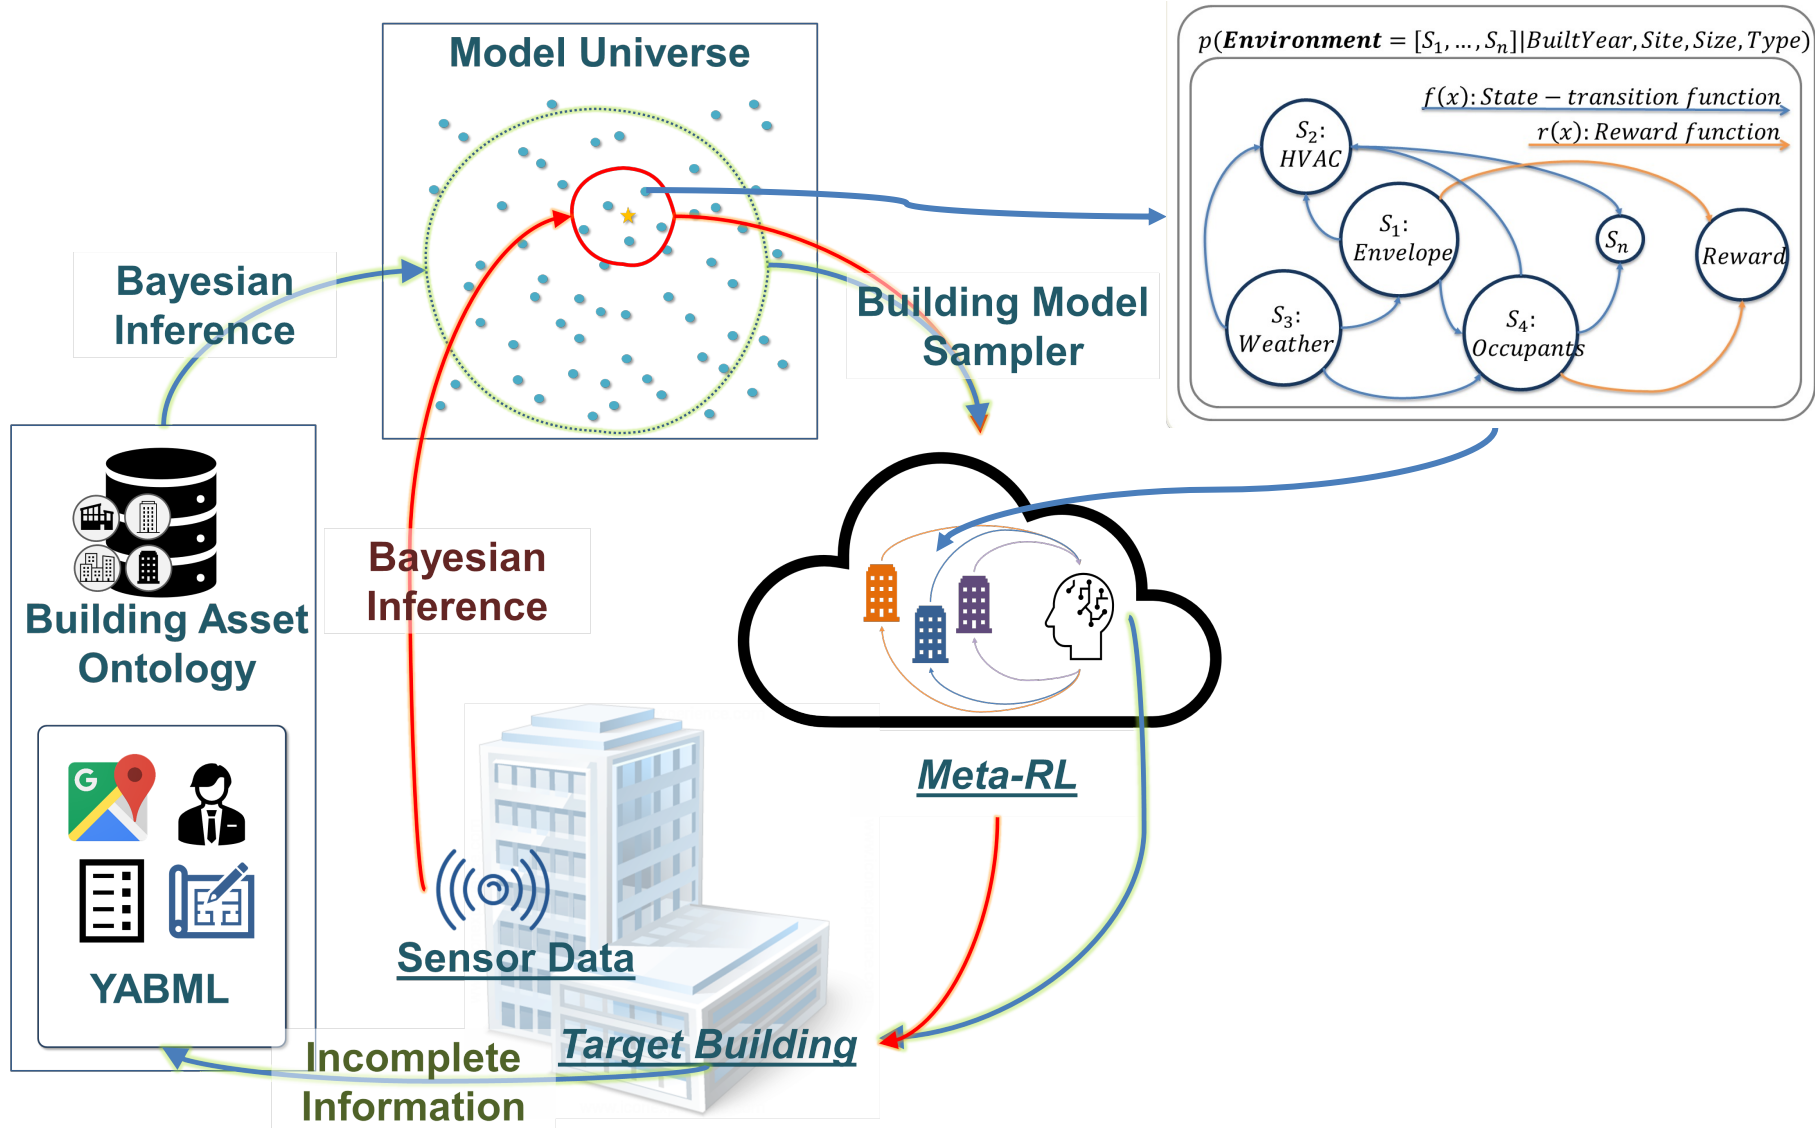 Model Universe
p(Environment = [S₁, ..., Sₙ]|BuiltYear, Site, Size, Type)
f(x): State − transition function
r(x): Reward function
S₂:
HVAC
S₁:
Envelope
Sₙ
Reward
S₃:
Weather
S₄:
Occupants
Bayesian
Inference
Building Model
Sampler
Bayesian
Inference
Building Asset
Ontology
G
YABML
Meta-RL
Sensor Data
Target Building
Incomplete
Information